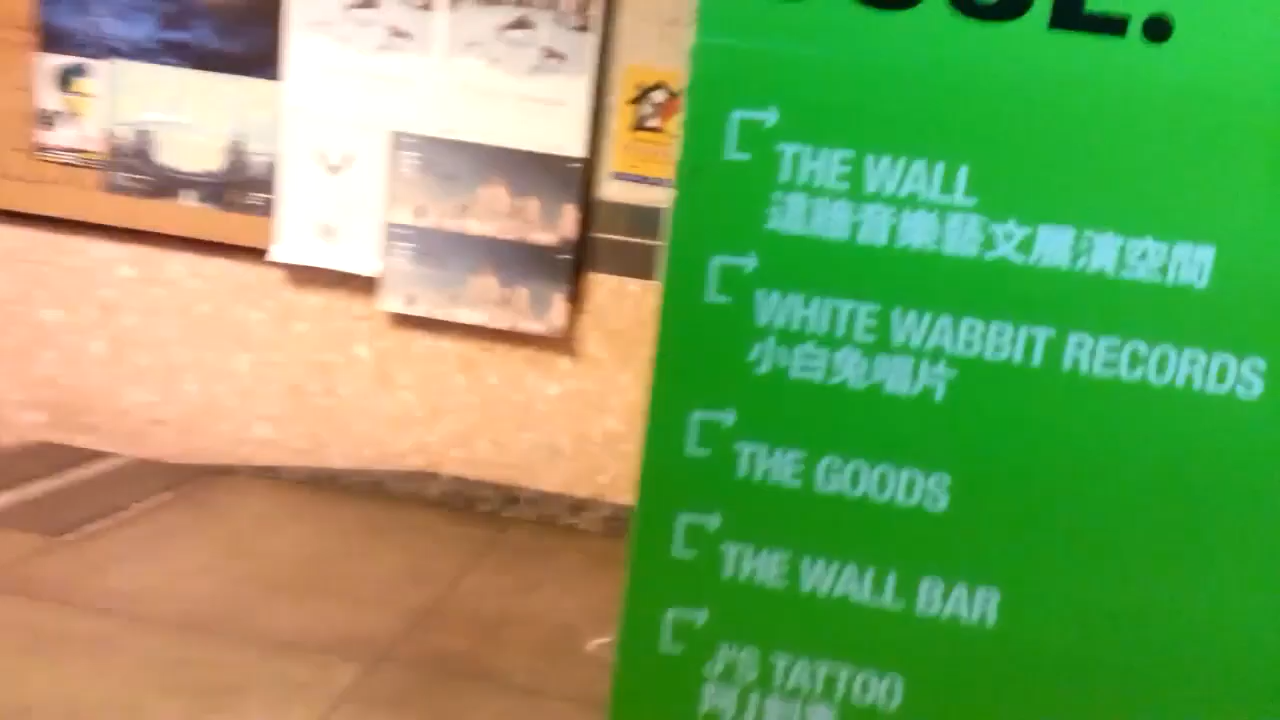 THE WALL
這牆音樂藝文展演空間
WHITE WABBIT RECORDS
小白兔唱片
THE GOODS
THE WALL BAR
J'S TATTOO